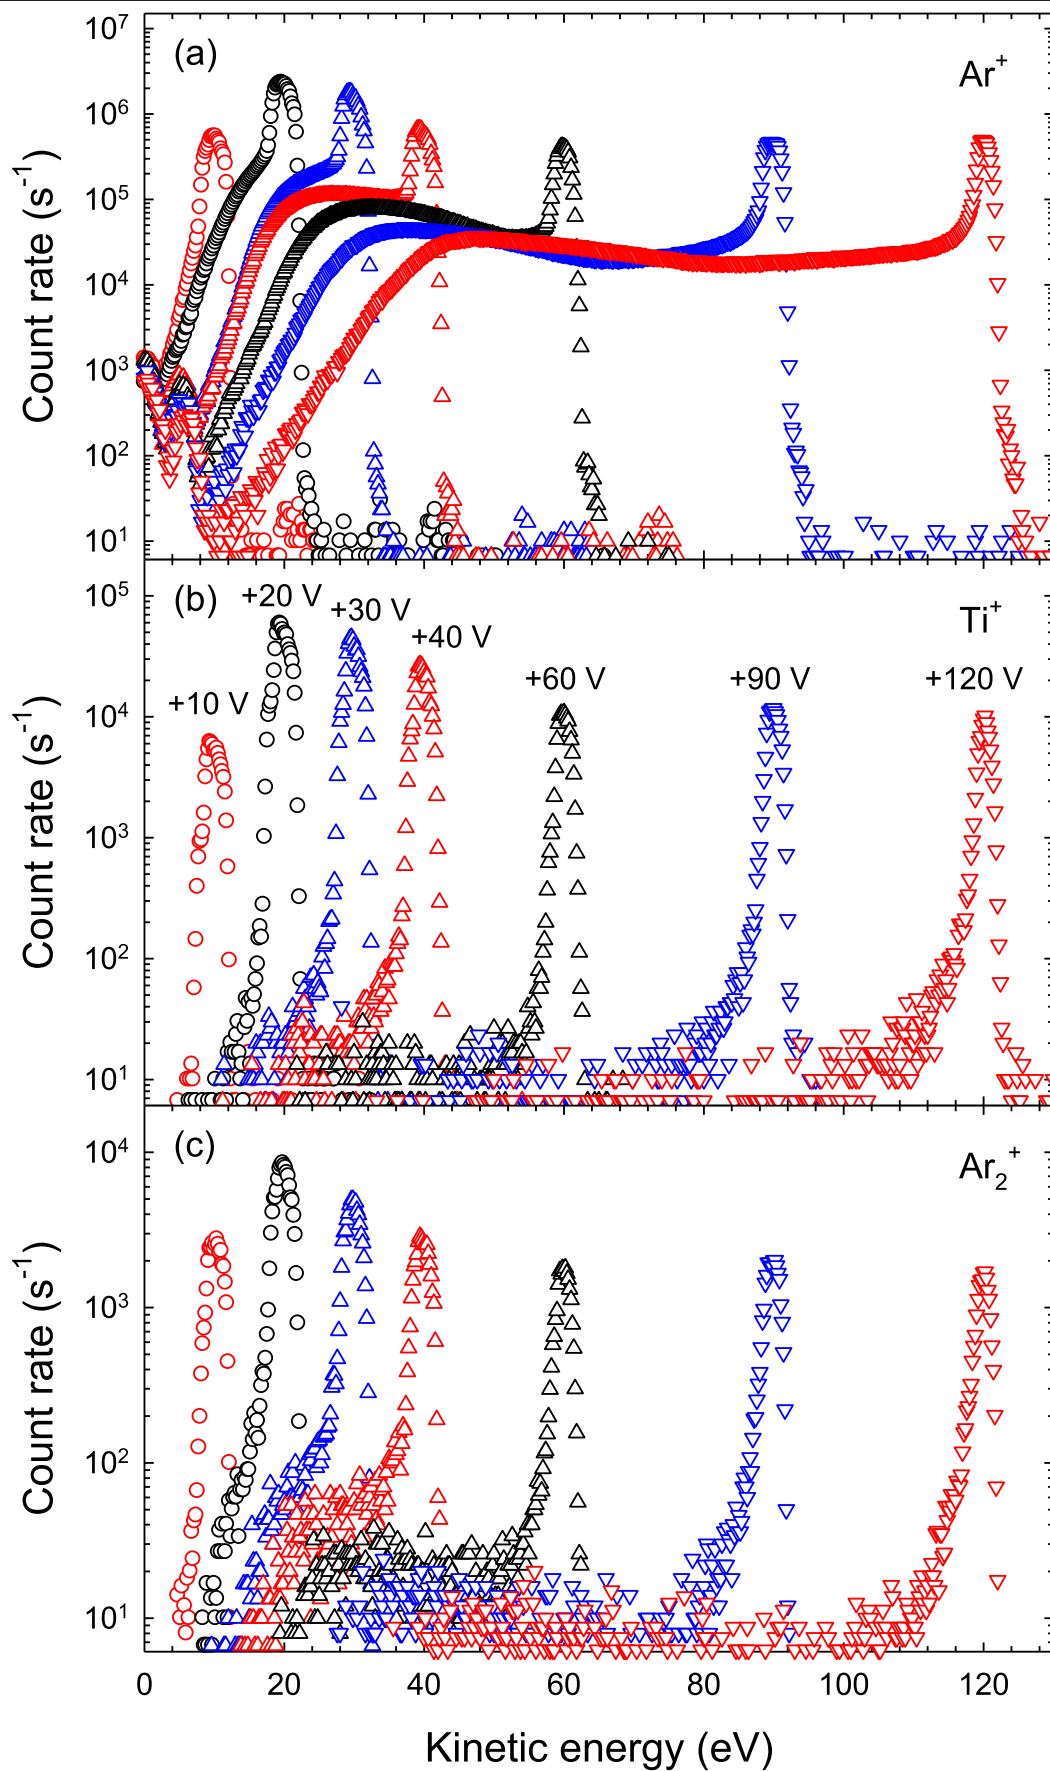 10⁷
(a)
Ar⁺
10⁶
10⁵
10⁴
10³
10²
10¹
Count rate (s⁻¹)
10⁵
(b)
+20 V
+30 V
+40 V
Ti⁺
+10 V
+60 V
+90 V
+120 V
10⁴
10³
10²
10¹
Count rate (s⁻¹)
10⁴
(c)
Ar₂⁺
10³
10²
10¹
Count rate (s⁻¹)
0 20 40 60 80 100 120
Kinetic energy (eV)